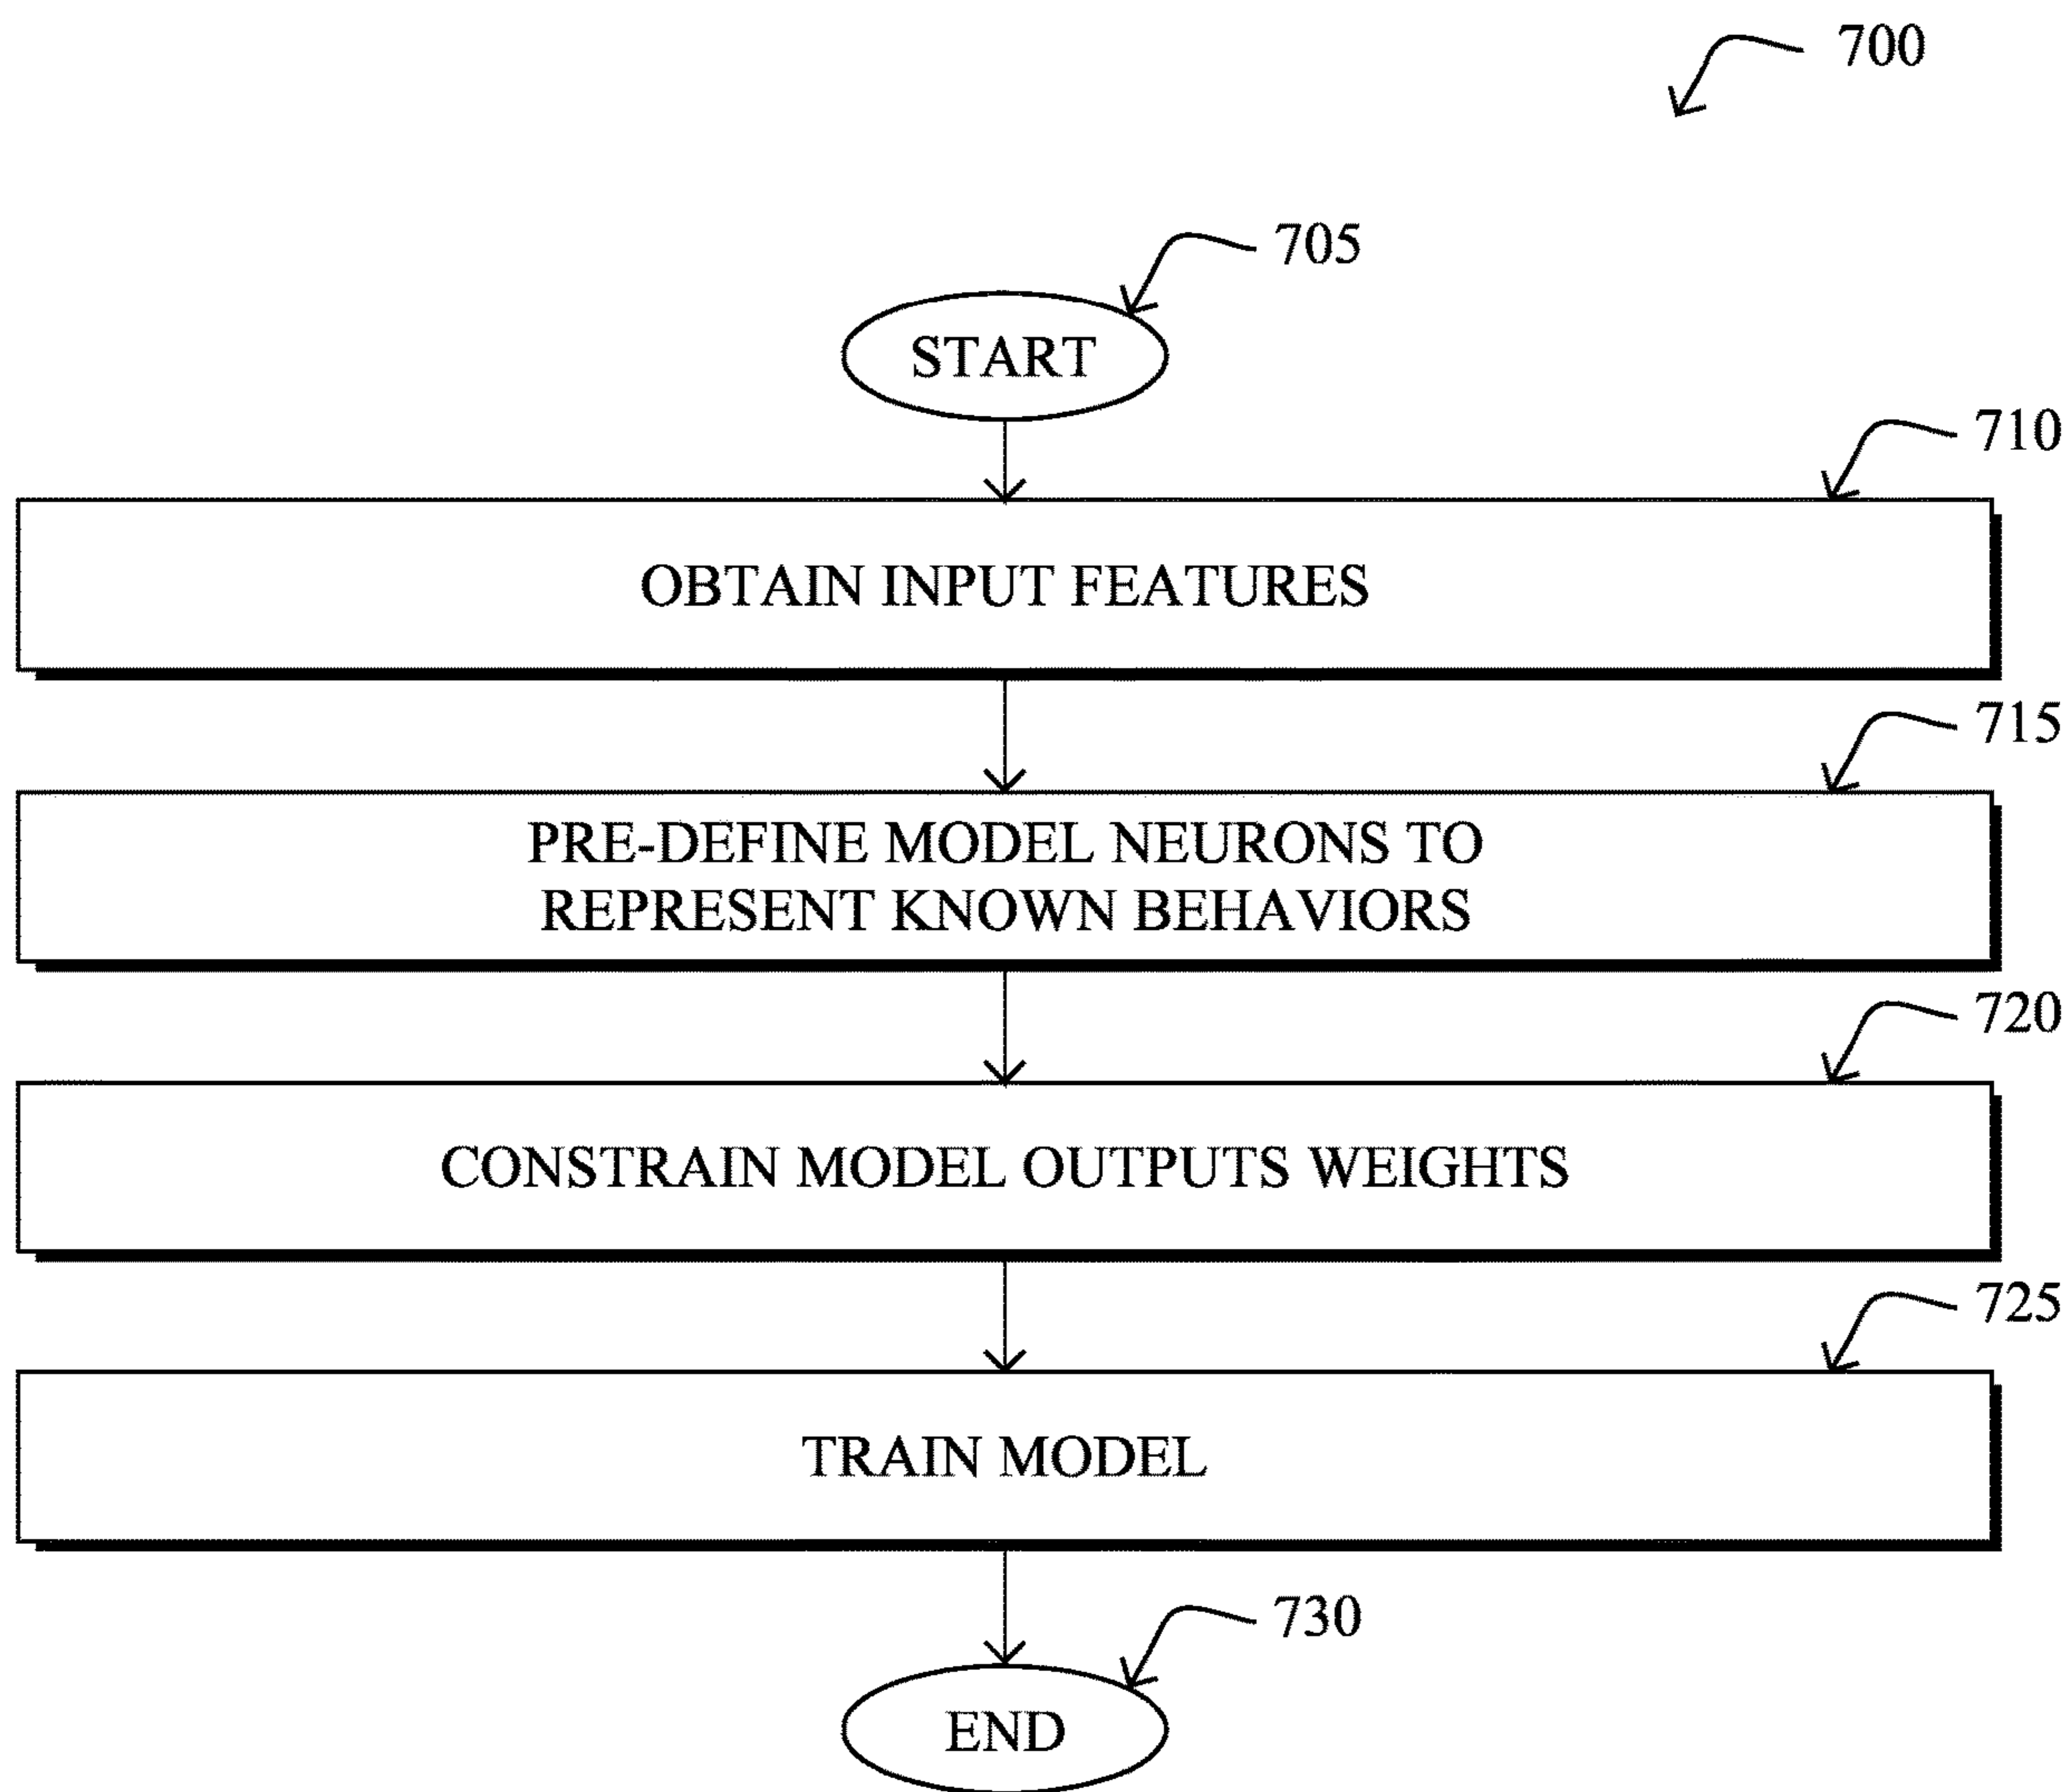 700
705
START
710
OBTAIN INPUT FEATURES
715
PRE-DEFINE MODEL NEURONS TO
REPRESENT KNOWN BEHAVIORS
720
CONSTRAIN MODEL OUTPUTS WEIGHTS
725
TRAIN MODEL
730
END